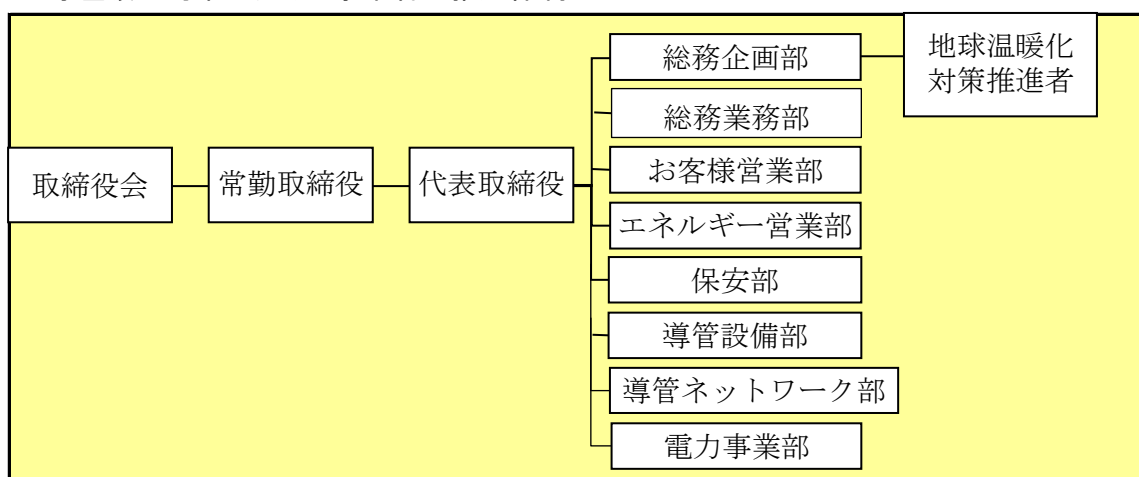 取締役会
常勤取締役
代表取締役
総務企画部
地球温暖化
対策推進者
総務業務部
お客様営業部
エネルギー営業部
保安部
導管設備部
導管ネットワーク部
電力事業部